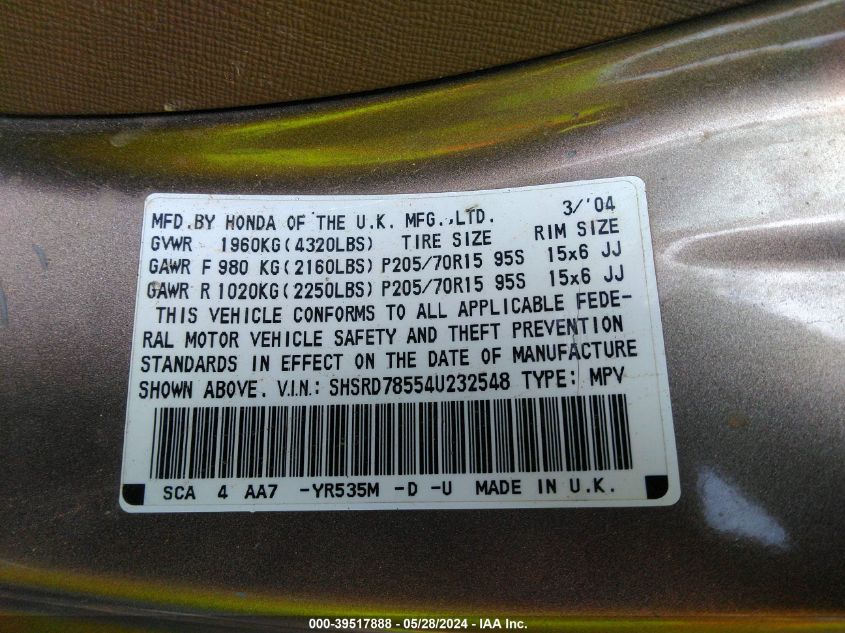 MFD. BY HONDA OF THE U.K. MFG.,LTD. 3/'04
GVWR 1960KG(4320LBS) TIRE SIZE RIM SIZE
GAWR F 980 KG(2160LBS) P205/70R15 95S 15x6 JJ
GAWR R 1020KG(2250LBS) P205/70R15 95S 15x6 JJ
THIS VEHICLE CONFORMS TO ALL APPLICABLE FEDE-
RAL MOTOR VEHICLE SAFETY AND THEFT PREVENTION
STANDARDS IN EFFECT ON THE DATE OF MANUFACTURE
SHOWN ABOVE. V.I.N.: SHSRD78554U232548 TYPE: MPV
SCA 4 AA7 -YR535M -D -U MADE IN U.K.
000-39517888 - 05/28/2024 - IAA Inc.